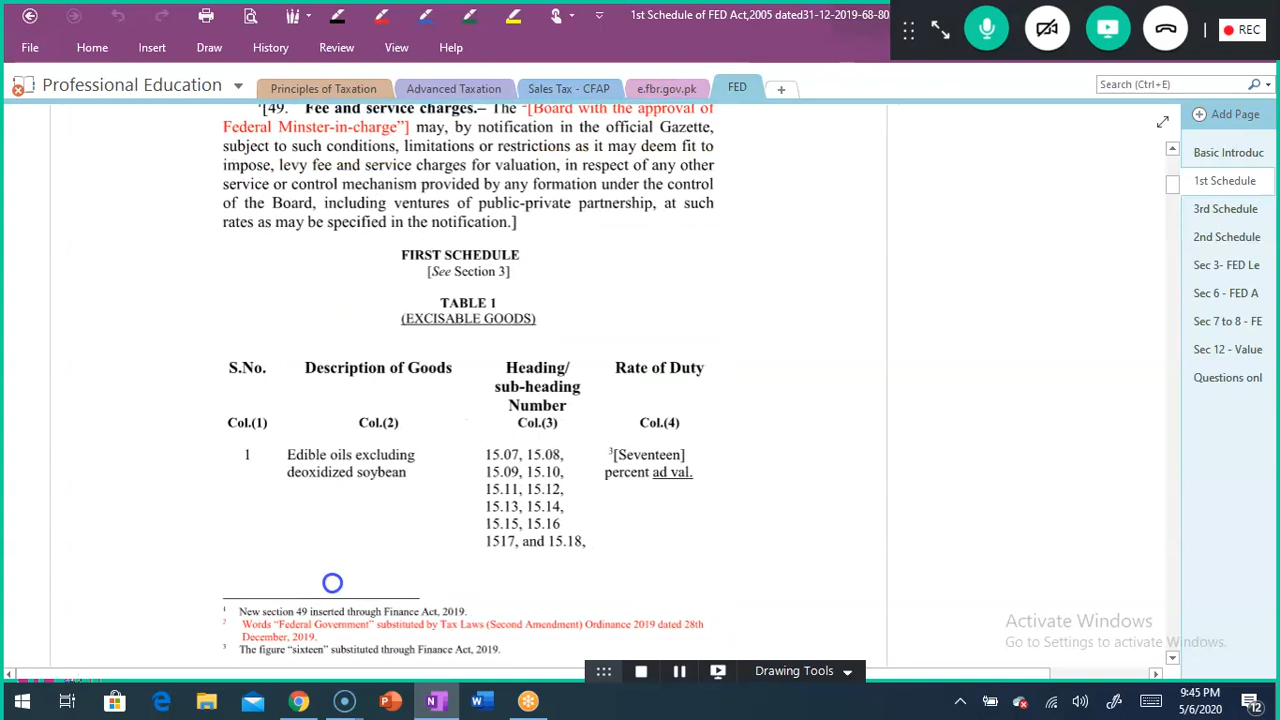 1st Schedule of FED Act,2005 dated31-12-2019-68-80
REC
File Home Insert Draw History Review View Help
Professional Education
Principles of Taxation Advanced Taxation Sales Tax - CFAP e.fbr.gov.pk FED
Search (Ctrl+E)
Add Page
Basic Introduc
1st Schedule
3rd Schedule
2nd Schedule
Sec 3- FED Le
Sec 6 - FED A
Sec 7 to 8 - FE
Sec 12 - Value
Questions onl
[49. Fee and service charges.– The 2[Board with the approval of
Federal Minster-in-charge”] may, by notification in the official Gazette,
subject to such conditions, limitations or restrictions as it may deem fit to
impose, levy fee and service charges for valuation, in respect of any other
service or control mechanism provided by any formation under the control
of the Board, including ventures of public-private partnership, at such
rates as may be specified in the notification.]
FIRST SCHEDULE
[See Section 3]
TABLE 1
(EXCISABLE GOODS)
S.No. Description of Goods Heading/ Rate of Duty
sub-heading
Number
Col.(1) Col.(2) Col.(3) Col.(4)
1 Edible oils excluding 15.07, 15.08, 3[Seventeen]
deoxidized soybean 15.09, 15.10, percent ad val.
15.11, 15.12,
15.13, 15.14,
15.15, 15.16
1517, and 15.18,
1 New section 49 inserted through Finance Act, 2019.
2 Words “Federal Government” substituted by Tax Laws (Second Amendment) Ordinance 2019 dated 28th
December, 2019.
3 The figure “sixteen” substituted through Finance Act, 2019.
Activate Windows
Go to Settings to activate Windows.
Drawing Tools
9:45 PM
5/6/2020
12